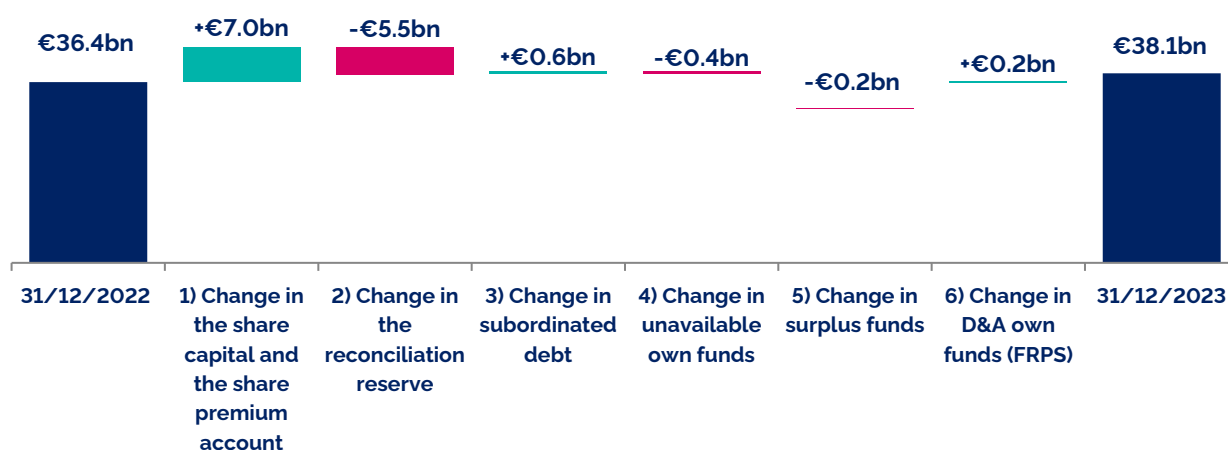 €36.4bn
+€7.0bn
-€5.5bn
+€0.6bn
-€0.4bn
-€0.2bn
+€0.2bn
€38.1bn
31/12/2022
1) Change in
the share
capital and
the share
premium
account
2) Change in
the
reconciliation
reserve
3) Change in
subordinated
debt
4) Change in
unavailable
own funds
5) Change in
surplus funds
6) Change in
D&A own
funds (FRPS)
31/12/2023